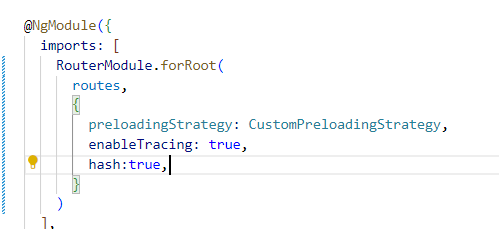 @NgModule({
imports: [
RouterModule.forRoot(
routes,
{
preloadingStrategy: CustomPreloadingStrategy,
enableTracing: true,
hash:true,
}
)
],